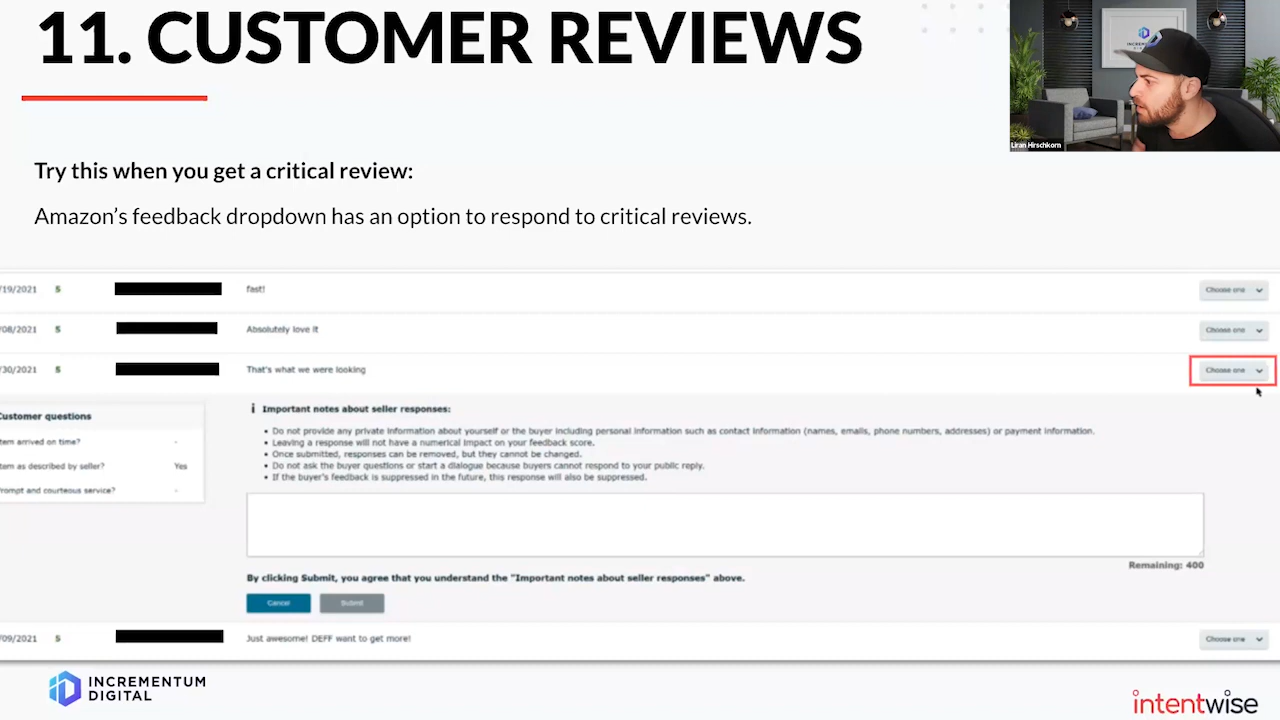 11. CUSTOMER REVIEWS
Liran Hirschkorn
Try this when you get a critical review:
Amazon's feedback dropdown has an option to respond to critical reviews.
/19/2021 5 fast! Choose one
/08/2021 5 Absolutely love it Choose one
/30/2021 5 That's what we were looking Choose one
Customer questions
Item arrived on time? -
Item as described by seller? Yes
Prompt and courteous service? -
i Important notes about seller responses:
• Do not provide any private information about yourself or the buyer including personal information such as contact information (names, emails, phone numbers, addresses) or payment information.
• Leaving a response will not have a numerical impact on your feedback score.
• Once submitted, responses can be removed, but they cannot be changed.
• Do not ask the buyer questions or start a dialogue because buyers cannot respond to your public reply.
• If the buyer's feedback is suppressed in the future, this response will also be suppressed.
Remaining: 400
By clicking Submit, you agree that you understand the "Important notes about seller responses" above.
Cancel Submit
/09/2021 5 Just awesome! DEFF want to get more! Choose one
INCREMENTUM
DIGITAL
intentwise